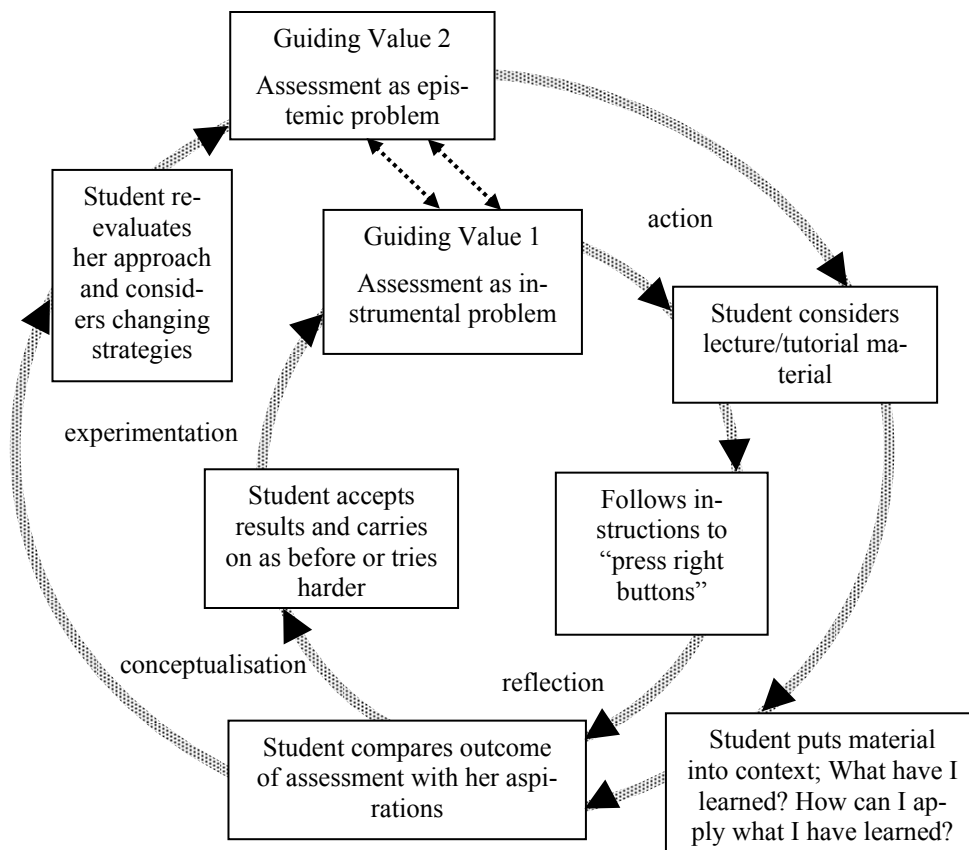 Guiding Value 2
Assessment as epis-
temic problem
Student re-
evaluates
her approach
and consid-
ers changing
strategies
Guiding Value 1
Assessment as in-
strumental problem
action
Student considers
lecture/tutorial ma-
terial
experimentation
Student accepts
results and carries
on as before or tries
harder
Follows in-
structions to
“press right
buttons”
conceptualisation
reflection
Student compares outcome
of assessment with her aspi-
rations
Student puts material
into context; What have I
learned? How can I ap-
ply what I have learned?